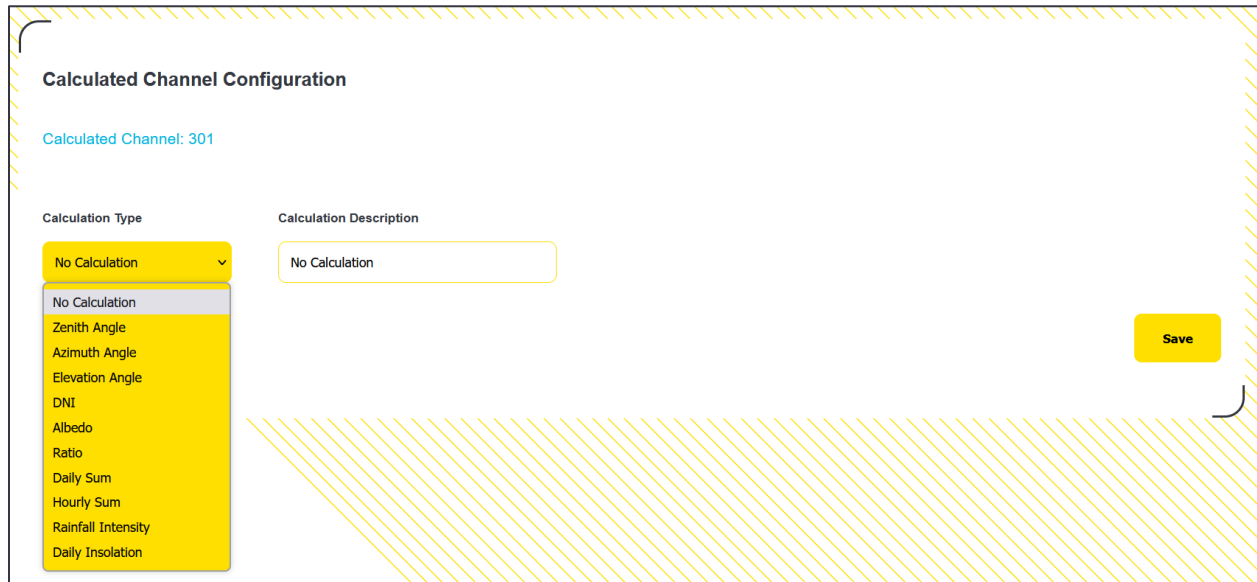 Calculated Channel Configuration
Calculated Channel: 301
Calculation Type
Calculation Description
No Calculation
No Calculation
No Calculation
Zenith Angle
Azimuth Angle
Elevation Angle
DNI
Albedo
Ratio
Daily Sum
Hourly Sum
Rainfall Intensity
Daily Insolation
Save